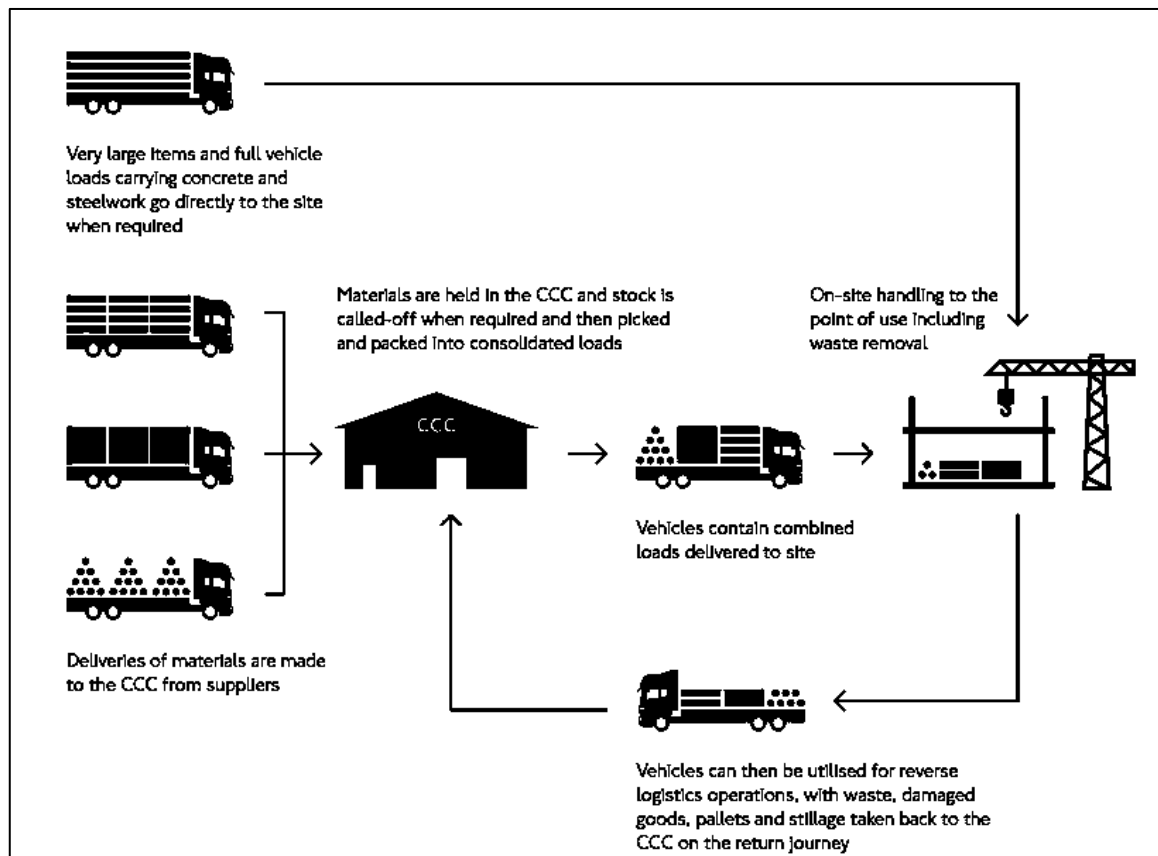 Very large items and full vehicle
loads carrying concrete and
steelwork go directly to the site
when required
Materials are held in the CCC and stock is
called-off when required and then picked
and packed into consolidated loads
On-site handling to the
point of use including
waste removal
C.C.C.
Vehicles contain combined
loads delivered to site
Deliveries of materials are made
to the CCC from suppliers
Vehicles can then be utilised for reverse
logistics operations, with waste, damaged
goods, pallets and stillage taken back to the
CCC on the return journey